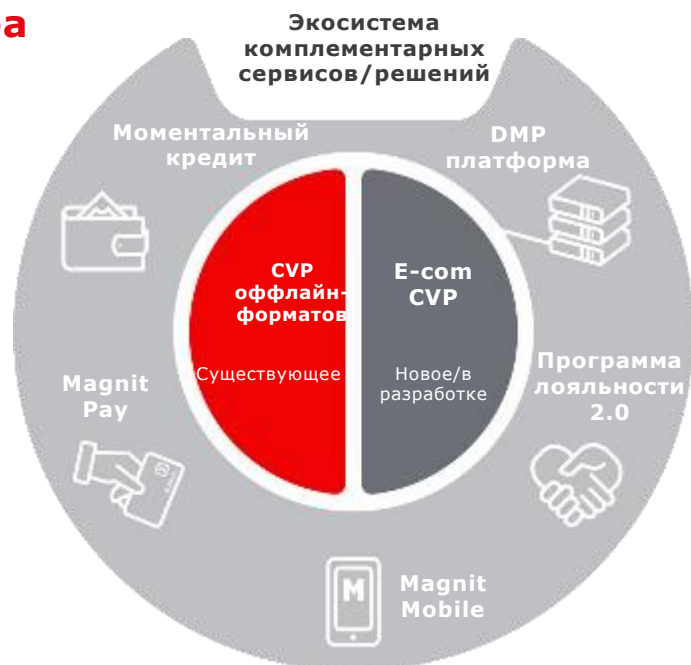 а
Экосистема
комплементарных
сервисов/решений
Моментальный
кредит
DMP
платформа
CVP
оффлайн-
форматов
E-com
CVP
Существующее
Новое/в
разработке
Magnit
Pay
Программа
лояльности
2.0
M
Magnit
Mobile